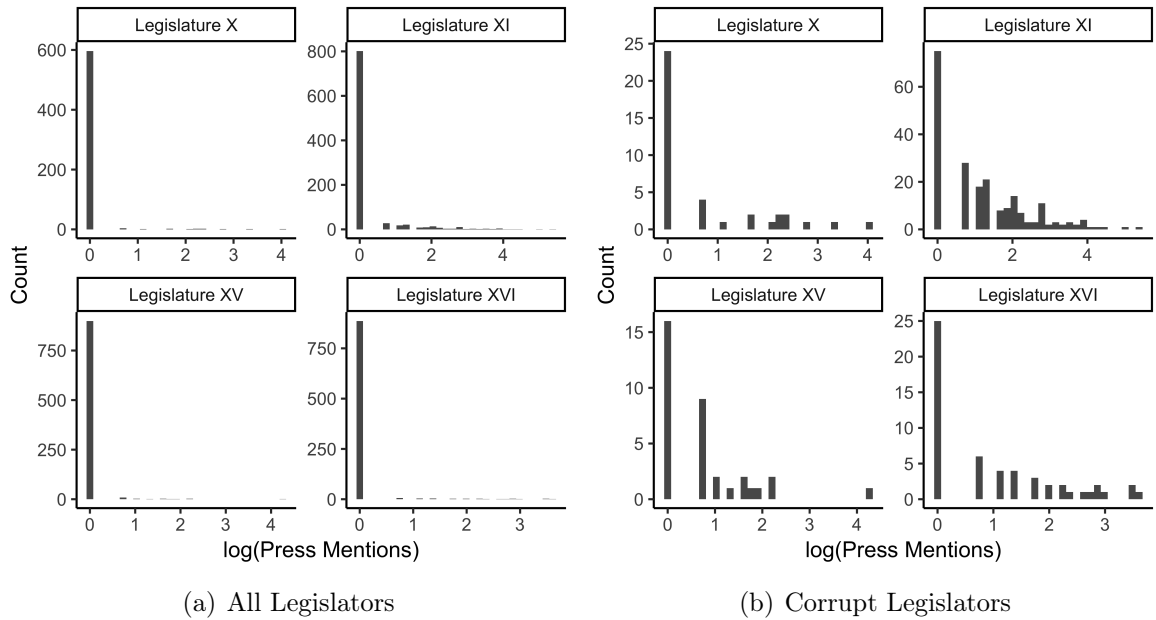 Legislature X
Legislature XI
600
400
200
0
0 1 2 3 4
800
600
400
200
0
0 2 4
Legislature XV
Legislature XVI
750
500
250
0
0 1 2 3 4
750
500
250
0
0 1 2 3
Count
log(Press Mentions)
(a) All Legislators
Legislature X
Legislature XI
25
20
15
10
5
0
0 1 2 3 4
60
40
20
0
0 2 4
Legislature XV
Legislature XVI
15
10
5
0
0 1 2 3 4
25
20
15
10
5
0
0 1 2 3
Count
log(Press Mentions)
(b) Corrupt Legislators